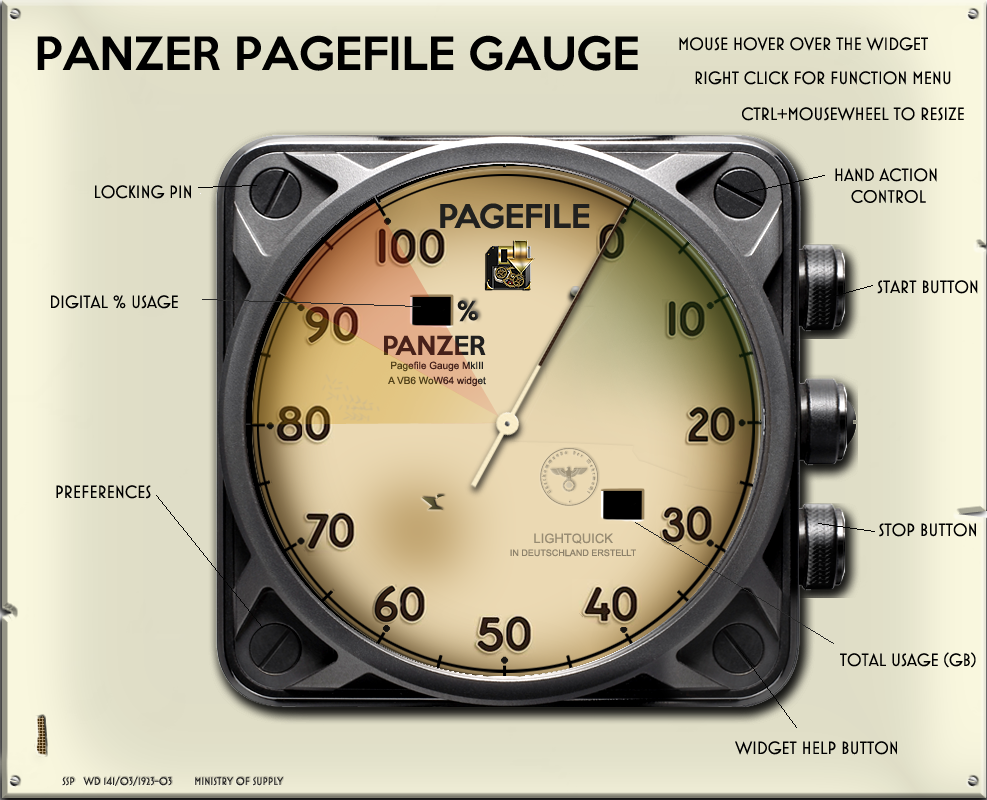 PANZER PAGEFILE GAUGE
MOUSE HOVER OVER THE WIDGET
RIGHT CLICK FOR FUNCTION MENU
CTRL+MOUSEWHEEL TO RESIZE
LOCKING PIN
HAND ACTION
CONTROL
PAGEFILE
100
0
DIGITAL % USAGE
%
START BUTTON
90
10
PANZER
Pagefile Gauge MkIII
A VB6 WoW64 widget
80
20
PREFERENCES
70
30
STOP BUTTON
LIGHTQUICK
IN DEUTSCHLAND ERSTELLT
60
40
50
TOTAL USAGE (GB)
WIDGET HELP BUTTON
SSP WD 141/03/1923-03 MINISTRY OF SUPPLY